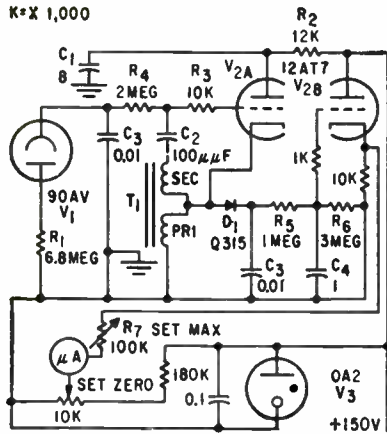 K=X 1,000
R2
12K
C1
8
V2A
12AT7
V2B
R4
2MEG
R3
10K
C3
0.01
C2
100μμF
1K
10K
SEC
T1
90AV
V1
PRI
D1
Q315
R5
1MEG
R6
3MEG
R1
6.8MEG
C3
0.01
C4
1
R7 SET MAX
100K
μA
SET ZERO
180K
10K
0.1
OA2
V3
+150V